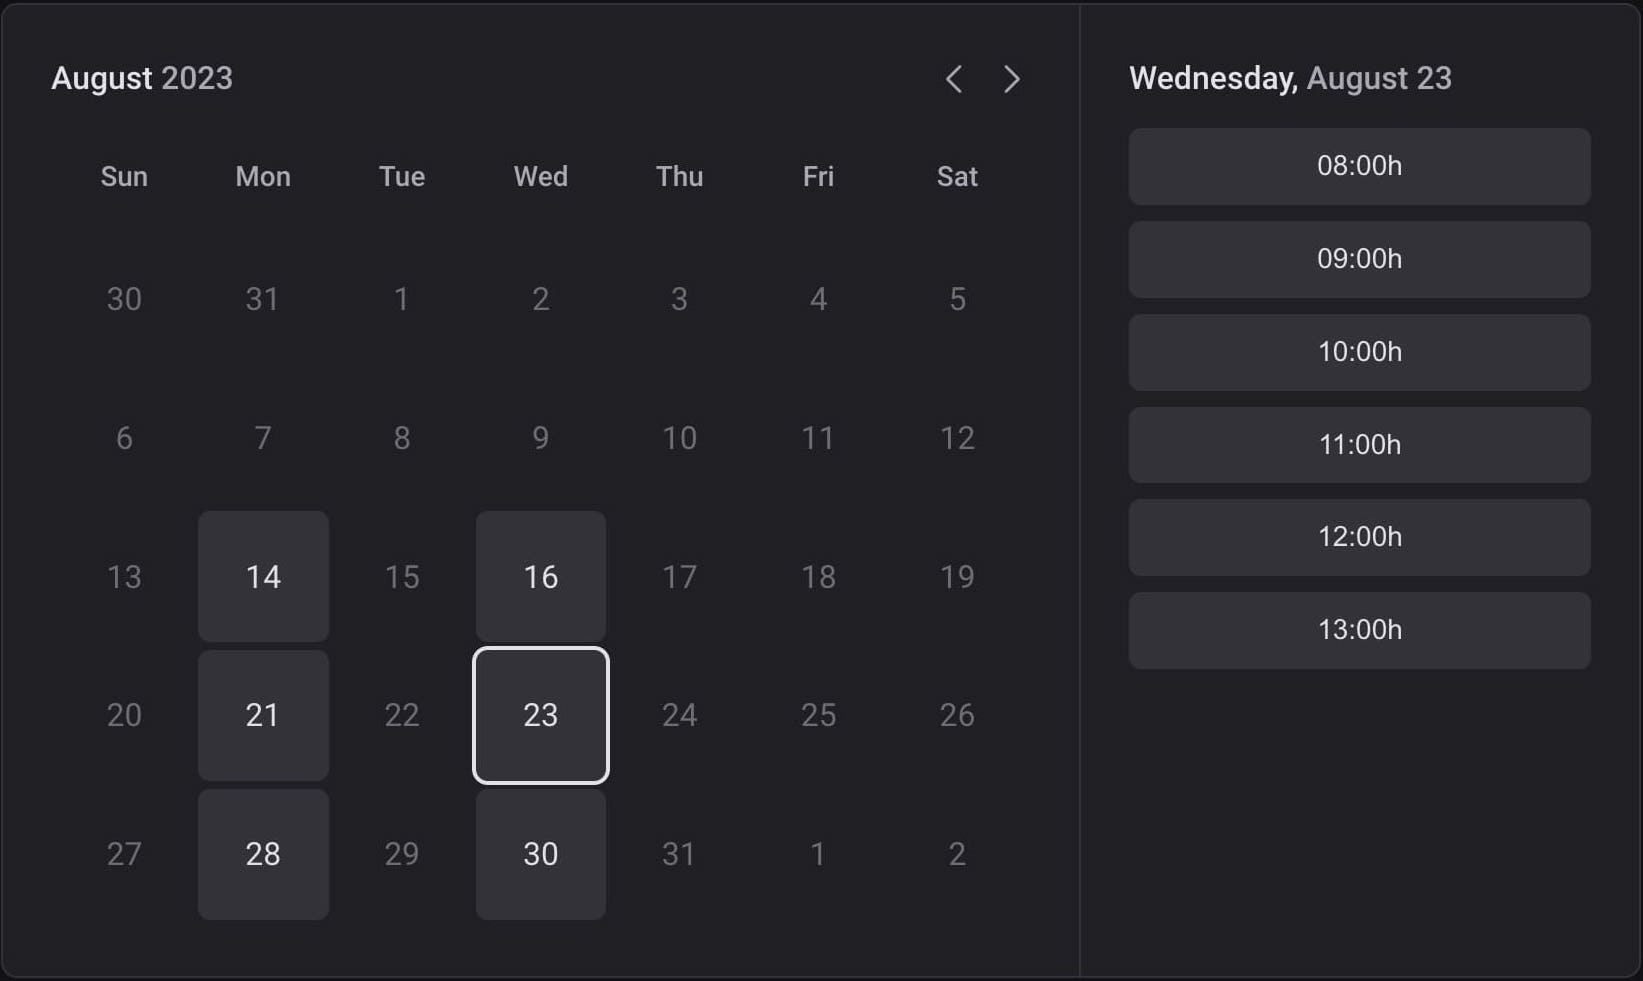 August 2023
Sun Mon Tue Wed Thu Fri Sat
30 31 1 2 3 4 5
6 7 8 9 10 11 12
13 14 15 16 17 18 19
20 21 22 23 24 25 26
27 28 29 30 31 1 2
Wednesday, August 23
08:00h
09:00h
10:00h
11:00h
12:00h
13:00h